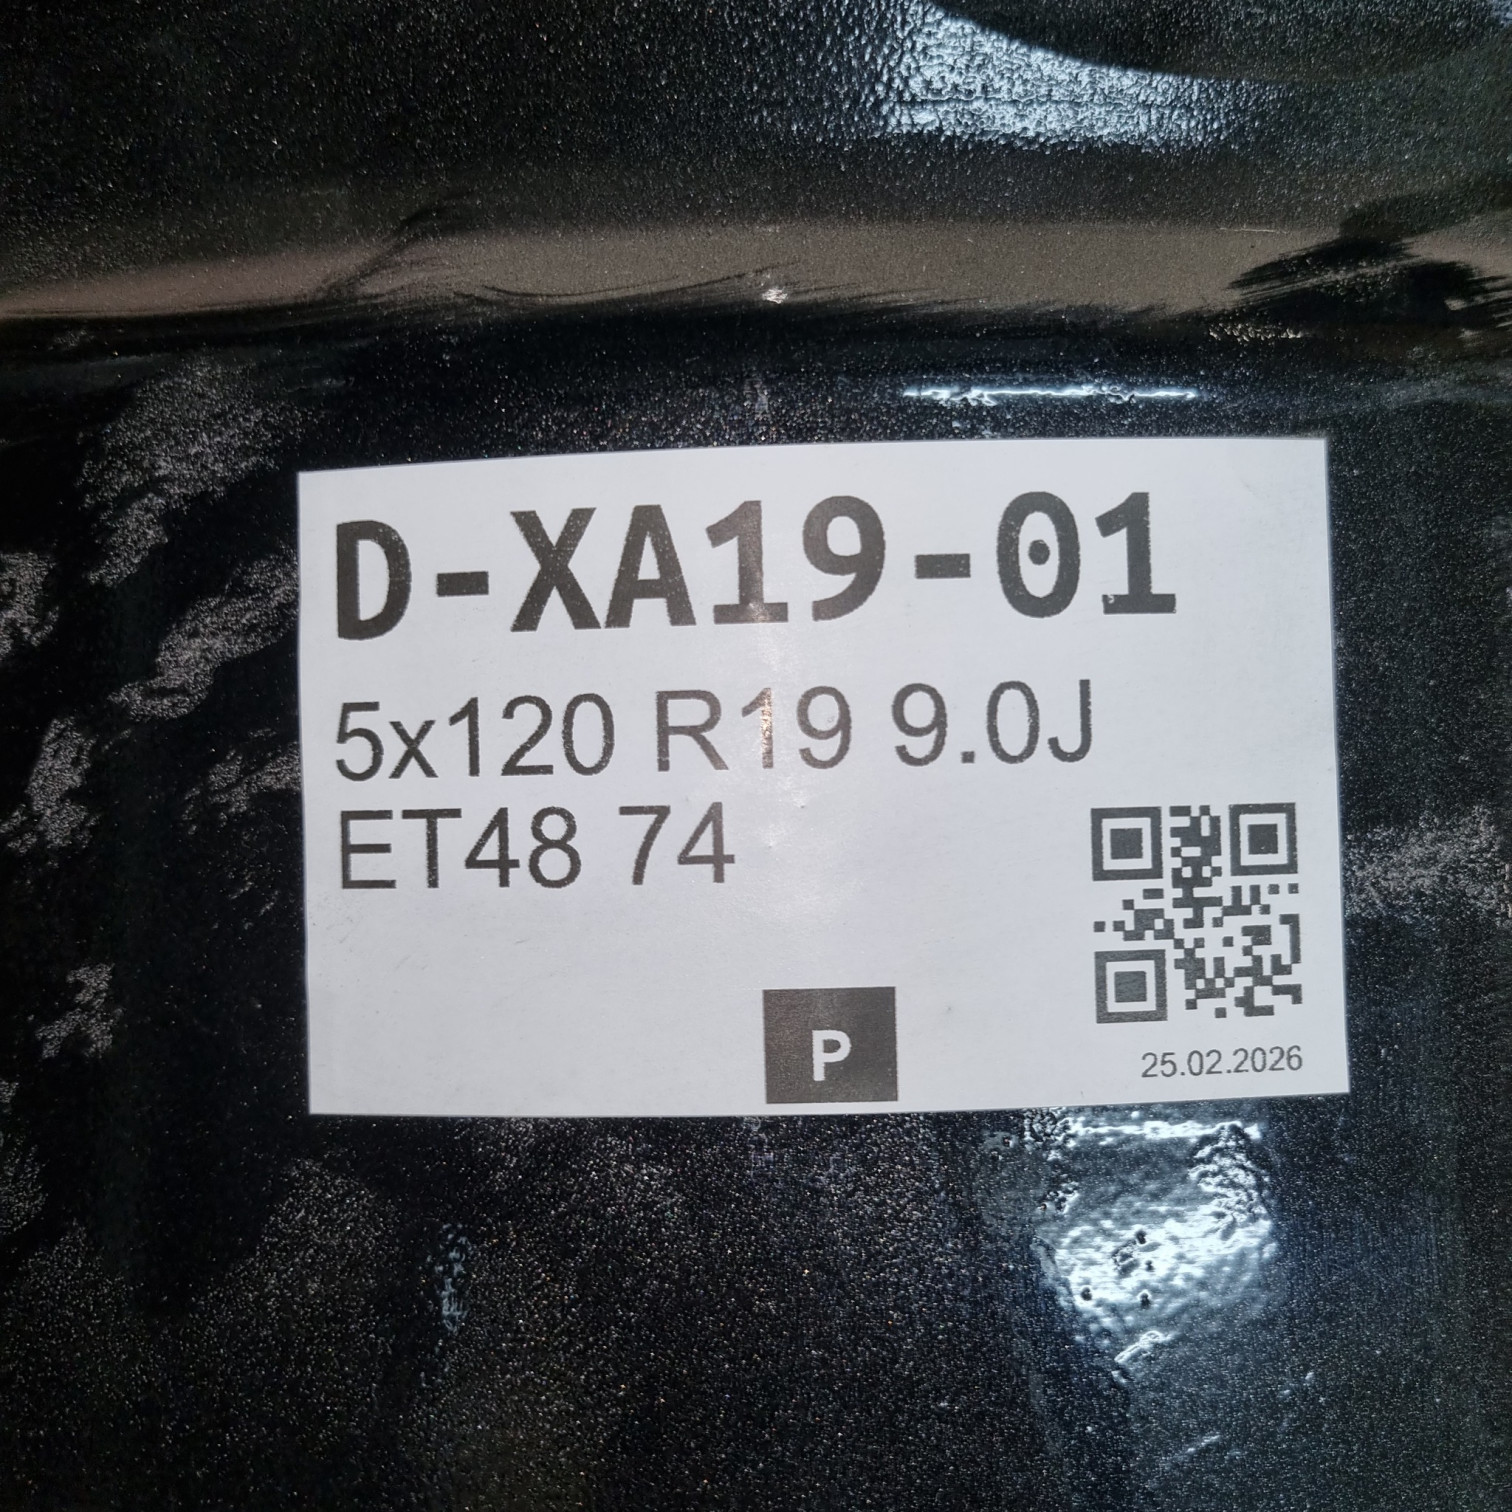 D-XA19-01
5x120 R19 9.0J
ET48 74
P
25.02.2026